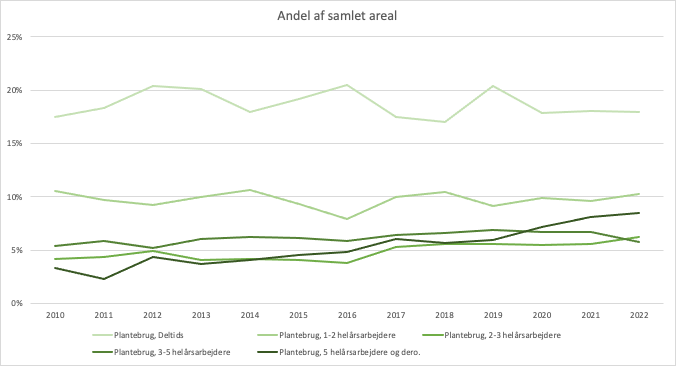 Andel af samlet areal
25%
20%
15%
10%
5%
0%
2010 2011 2012 2013 2014 2015 2016 2017 2018 2019 2020 2021 2022
Plantebrug, Deltids Plantebrug, 1-2 helårsarbejdere Plantebrug, 2-3 helårsarbejdere
Plantebrug, 3-5 helårsarbejdere Plantebrug, 5 helårsarbejdere og dero.